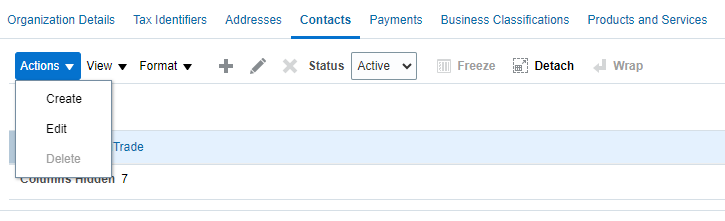 Organization Details Tax Identifiers Addresses Contacts Payments Business Classifications Products and Services
Actions View Format Status Active Freeze Detach Wrap
Create
Edit
Trade
Delete
Columns Hidden 7